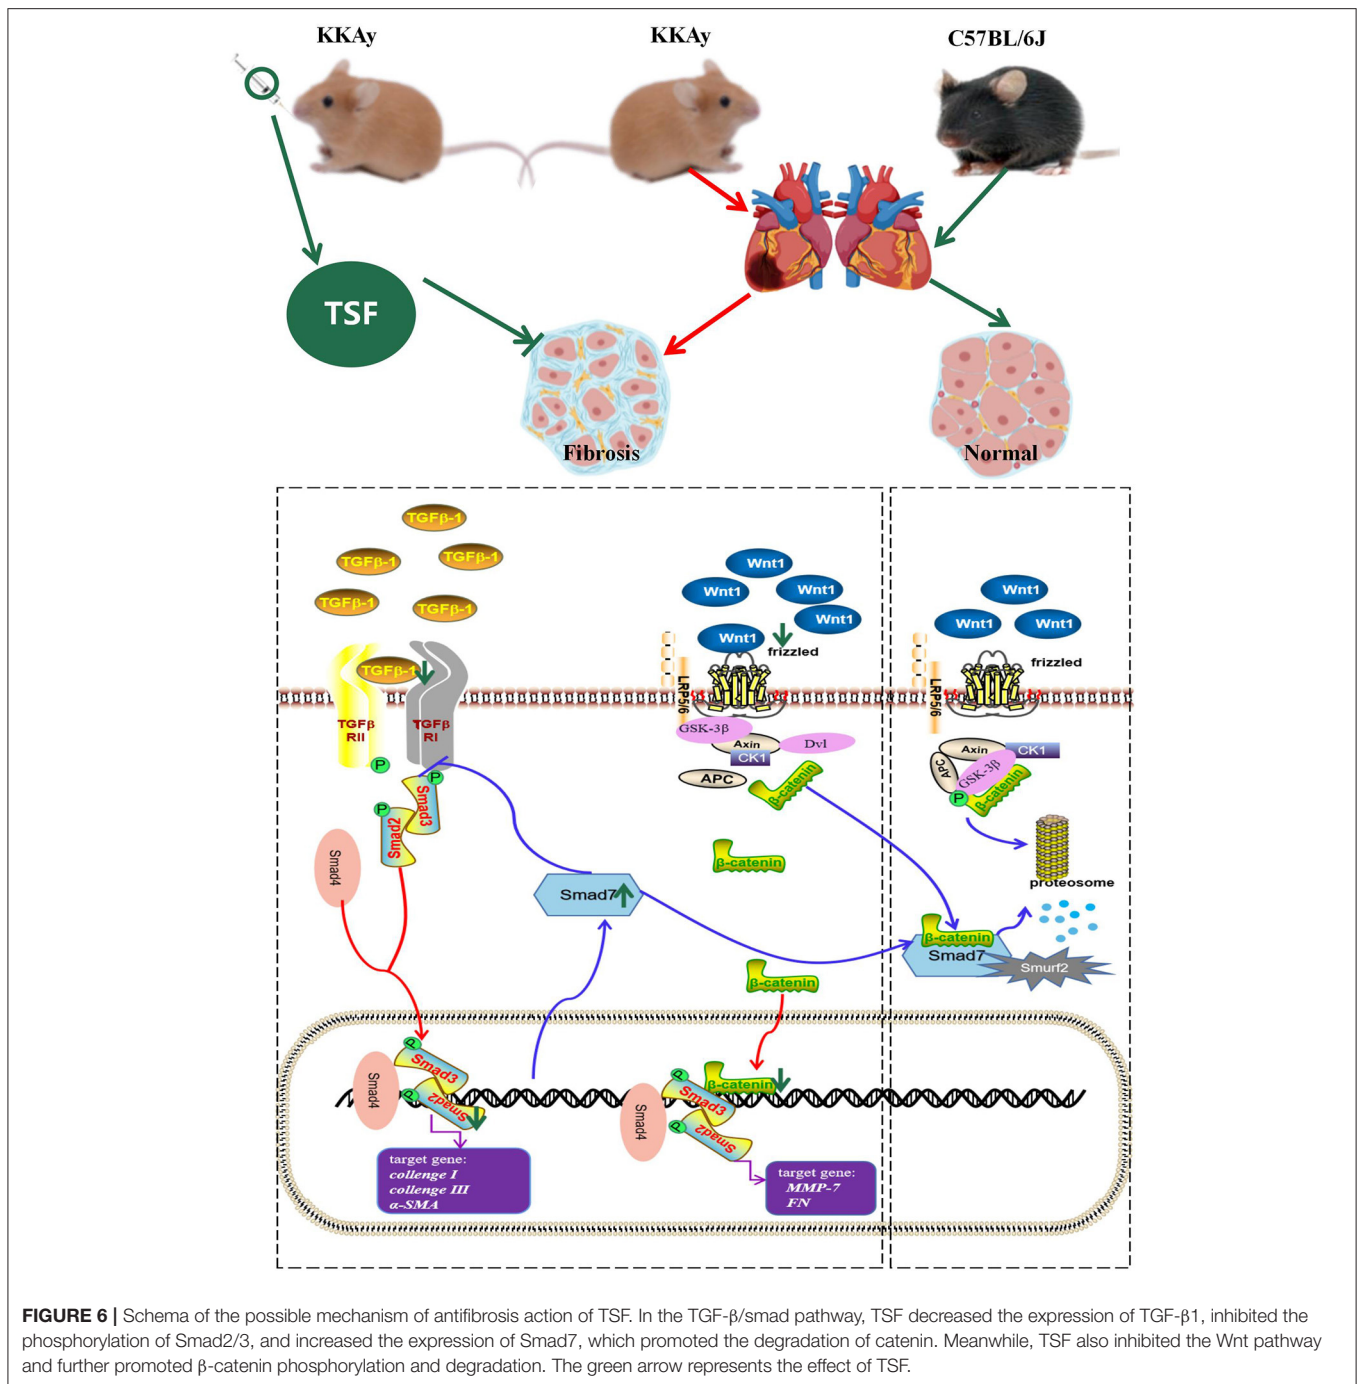 KKAy
KKAy
C57BL/6J
TSF
Fibrosis
Normal
TGFβ-1
TGFβ-1
TGFβ-1
TGFβ-1
TGFβ-1
TGFβ-1
TGFβ
RII
TGFβ
RI
P
P
P
Smad3
Smad2
Smad4
Wnt1
Wnt1
Wnt1
Wnt1
Wnt1
frizzled
LRP5/6
GSK-3β
Axin
CK1
Dvl
APC
β-catenin
β-catenin
Smad7
β-catenin
Wnt1
Wnt1
Wnt1
frizzled
LRP5/6
Axin
CK1
APC
GSK-3β
P
β-catenin
proteosome
β-catenin
Smad7
Smurf2
P
Smad3
Smad4
P
Smad2
target gene:
collenge I
collenge III
α-SMA
β-catenin
P
Smad3
Smad4
P
Smad2
target gene:
MMP-7
FN
FIGURE 6 | Schema of the possible mechanism of antifibrosis action of TSF. In the TGF-β/smad pathway, TSF decreased the expression of TGF-β1, inhibited the
phosphorylation of Smad2/3, and increased the expression of Smad7, which promoted the degradation of catenin. Meanwhile, TSF also inhibited the Wnt pathway
and further promoted β-catenin phosphorylation and degradation. The green arrow represents the effect of TSF.